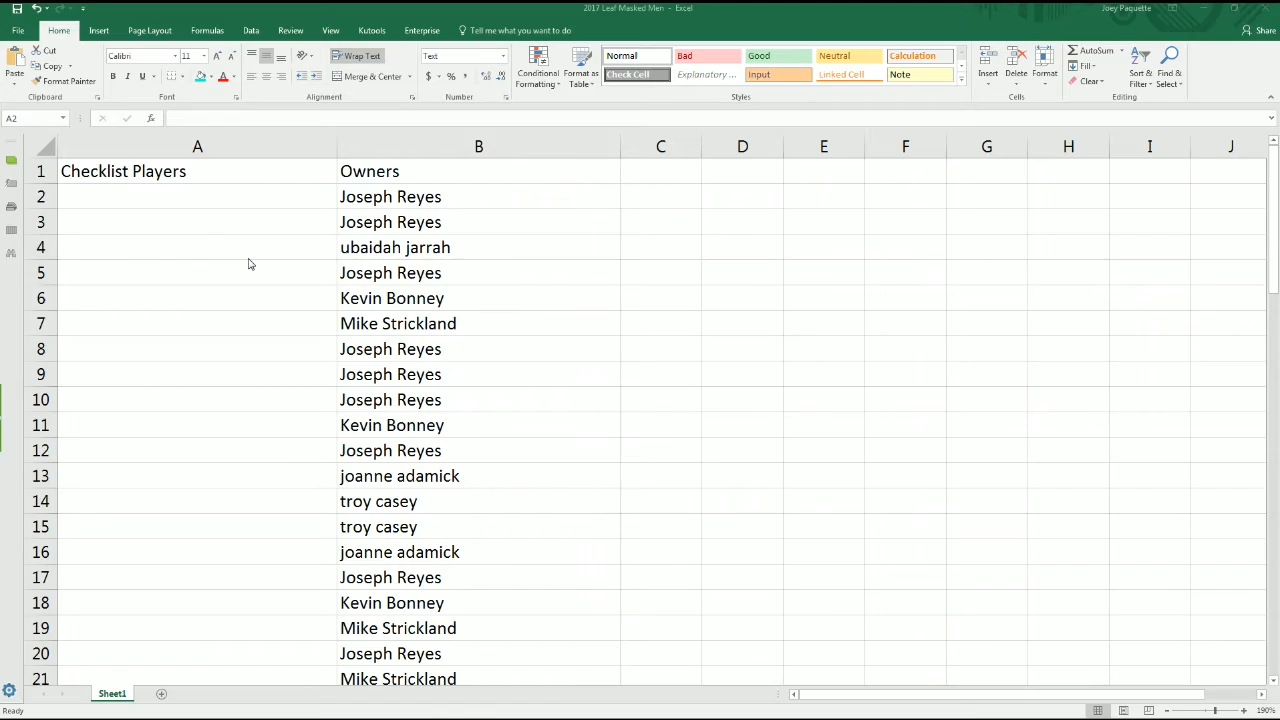 2017 Leaf Masked Men - Excel
Joey Paquette
File Home Insert Page Layout Formulas Data Review View Kutools Enterprise Tell me what you want to do Share
Paste
Cut
Copy
Format Painter
Clipboard
Calibri 11
B I U A
Font
Wrap Text
Merge & Center
Alignment
Text
$ % ,
Number
Conditional Formatting
Format as Table
Normal Bad Good Neutral Calculation
Check Cell Explanatory ... Input Linked Cell Note
Styles
Insert Delete Format
Cells
AutoSum
Fill
Clear
Sort & Filter
Find & Select
Editing
A2 fx
A B C D E F G H I J
1 Checklist Players Owners
2 Joseph Reyes
3 Joseph Reyes
4 ubaidah jarrah
5 Joseph Reyes
6 Kevin Bonney
7 Mike Strickland
8 Joseph Reyes
9 Joseph Reyes
10 Joseph Reyes
11 Kevin Bonney
12 Joseph Reyes
13 joanne adamick
14 troy casey
15 troy casey
16 joanne adamick
17 Joseph Reyes
18 Kevin Bonney
19 Mike Strickland
20 Joseph Reyes
21 Mike Strickland
Sheet1
Ready
190%